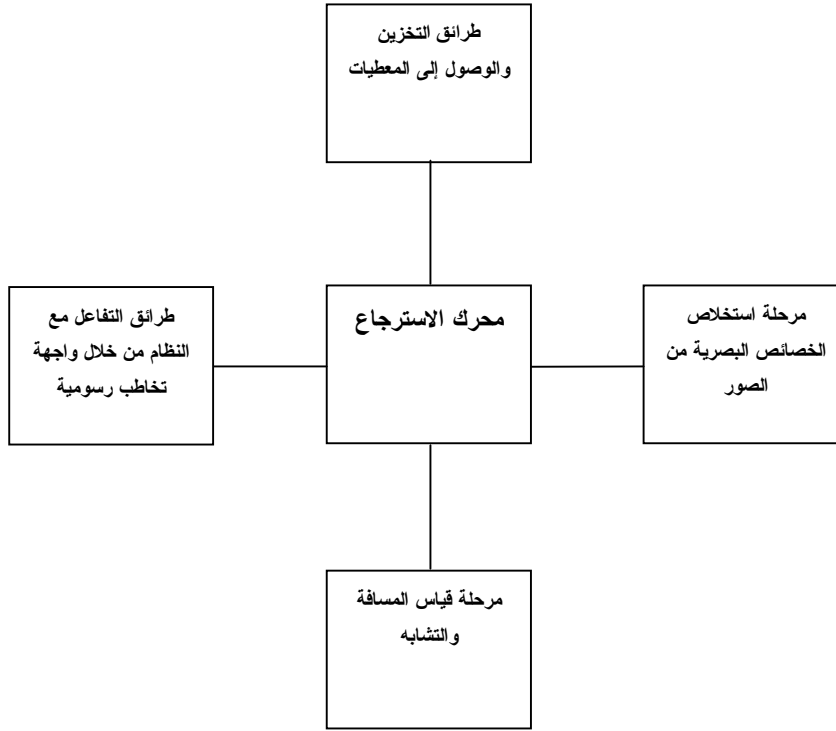 طرائق التخزين
والوصول إلى المعطيات
مرحلة استخلاص
الخصائص البصرية من
الصور
محرك الاسترجاع
طرائق التفاعل مع
النظام من خلال واجهة
تخاطب رسومية
مرحلة قياس المسافة
والتشابه